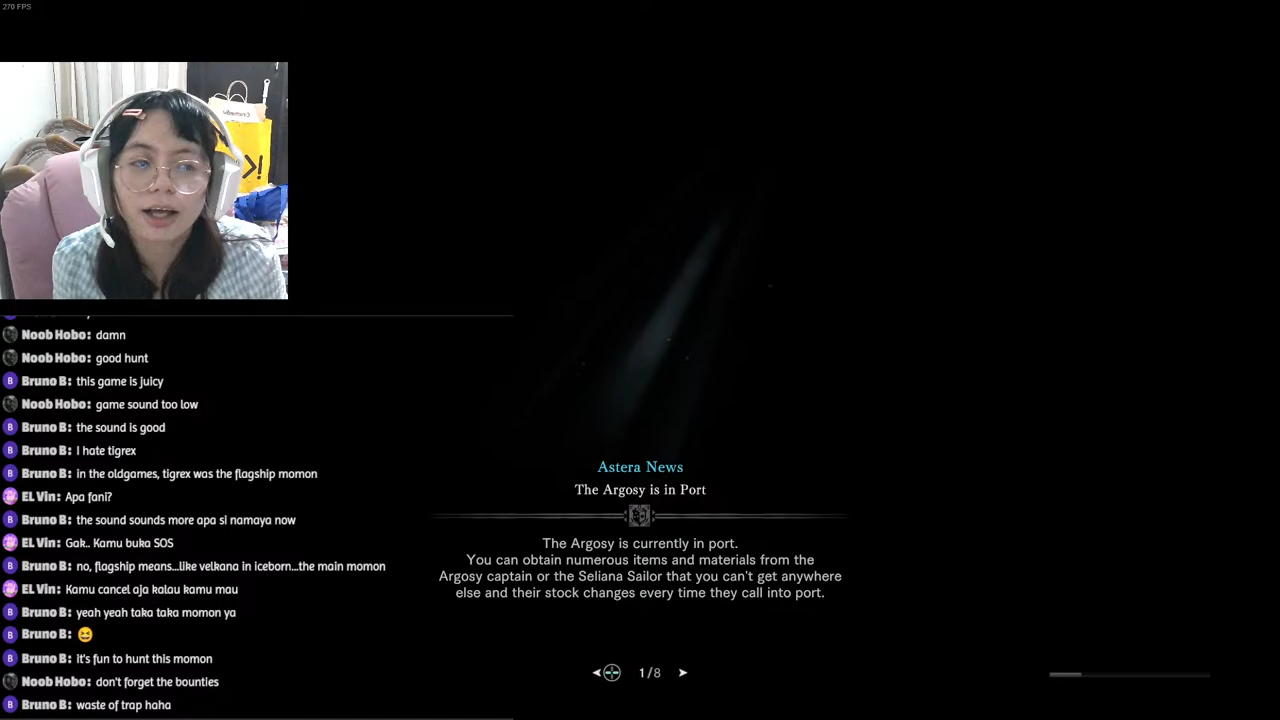 270 FPS
Noob Hobo: damn
Noob Hobo: good hunt
B Bruno B: this game is juicy
Noob Hobo: game sound too low
B Bruno B: the sound is good
B Bruno B: I hate tigrex
B Bruno B: in the oldgames, tigrex was the flagship momon
EL Vin: Apa fani?
B Bruno B: the sound sounds more apa si namaya now
EL Vin: Gak.. Kamu buka SOS
B Bruno B: no, flagship means...like velkana in iceborn...the main momon
EL Vin: Kamu cancel aja kalau kamu mau
B Bruno B: yeah yeah taka taka momon ya
B Bruno B: 😆
B Bruno B: it's fun to hunt this momon
Noob Hobo: don't forget the bounties
B Bruno B: waste of trap haha
Astera News
The Argosy is in Port
The Argosy is currently in port.
You can obtain numerous items and materials from the
Argosy captain or the Seliana Sailor that you can't get anywhere
else and their stock changes every time they call into port.
1/8